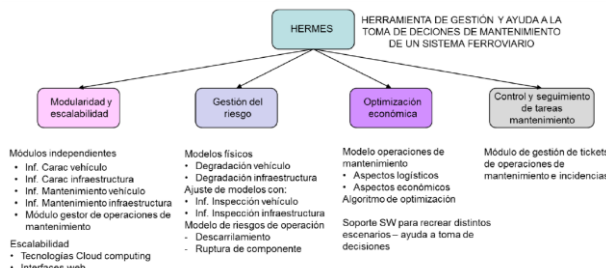 HERMES
HERRAMIENTA DE GESTIÓN Y AYUDA A LA
TOMA DE DECIONES DE MANTENIMIENTO
DE UN SISTEMA FERROVIARIO
Modularidad y
escalabilidad
Gestión del
riesgo
Optimización
económica
Control y seguimiento
de tareas
mantenimiento
Módulos independientes
• Inf. Carac vehículo
• Inf. Carac infraestructura
• Inf. Mantenimiento vehículo
• Inf. Mantenimiento infraestructura
• Módulo gestor de operaciones de
mantenimiento
Escalabilidad
• Tecnologías Cloud computing
• Interfaces web
Modelos físicos
• Degradación vehículo
• Degradación infraestructura
Ajuste de modelos con:
• Inf. Inspección vehículo
• Inf. Inspección infraestructura
Modelo de riesgos de operación
- Descarrilamiento
- Ruptura de componente
Modelo operaciones de
mantenimiento
• Aspectos logísticos
• Aspectos económicos
Algoritmo de optimización
Soporte SW para recrear distintos
escenarios – ayuda a toma de
decisiones
Módulo de gestión de tickets
de operaciones de
mantenimiento e incidencias